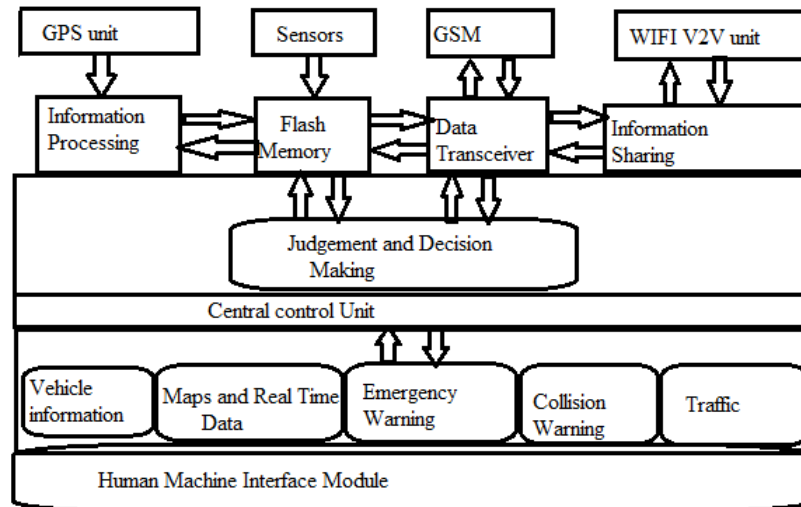 GPS unit
Sensors
GSM
WIFI V2V unit
Information
Processing
Flash
Memory
Data
Transceiver
Information
Sharing
Judgement and Decision
Making
Central control Unit
Vehicle
information
Maps and Real Time
Data
Emergency
Warning
Collision
Warning
Traffic
Human Machine Interface Module